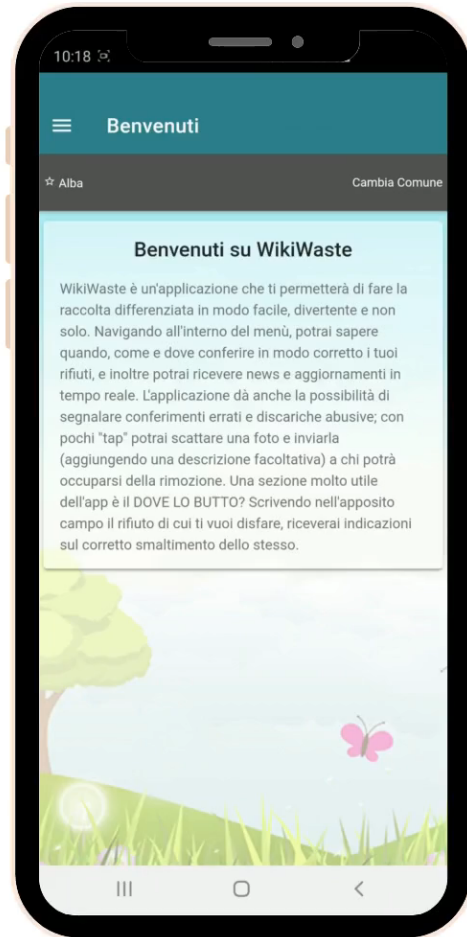 10:18
Benvenuti
☆ Alba
Cambia Comune
Benvenuti su WikiWaste
WikiWaste è un'applicazione che ti permetterà di fare la
raccolta differenziata in modo facile, divertente e non
solo. Navigando all'interno del menù, potrai sapere
quando, come e dove conferire in modo corretto i tuoi
rifiuti, e inoltre potrai ricevere news e aggiornamenti in
tempo reale. L'applicazione dà anche la possibilità di
segnalare conferimenti errati e discariche abusive; con
pochi "tap" potrai scattare una foto e inviarla
(aggiungendo una descrizione facoltativa) a chi potrà
occuparsi della rimozione. Una sezione molto utile
dell'app è il DOVE LO BUTTO? Scrivendo nell'apposito
campo il rifiuto di cui ti vuoi disfare, riceverai indicazioni
sul corretto smaltimento dello stesso.